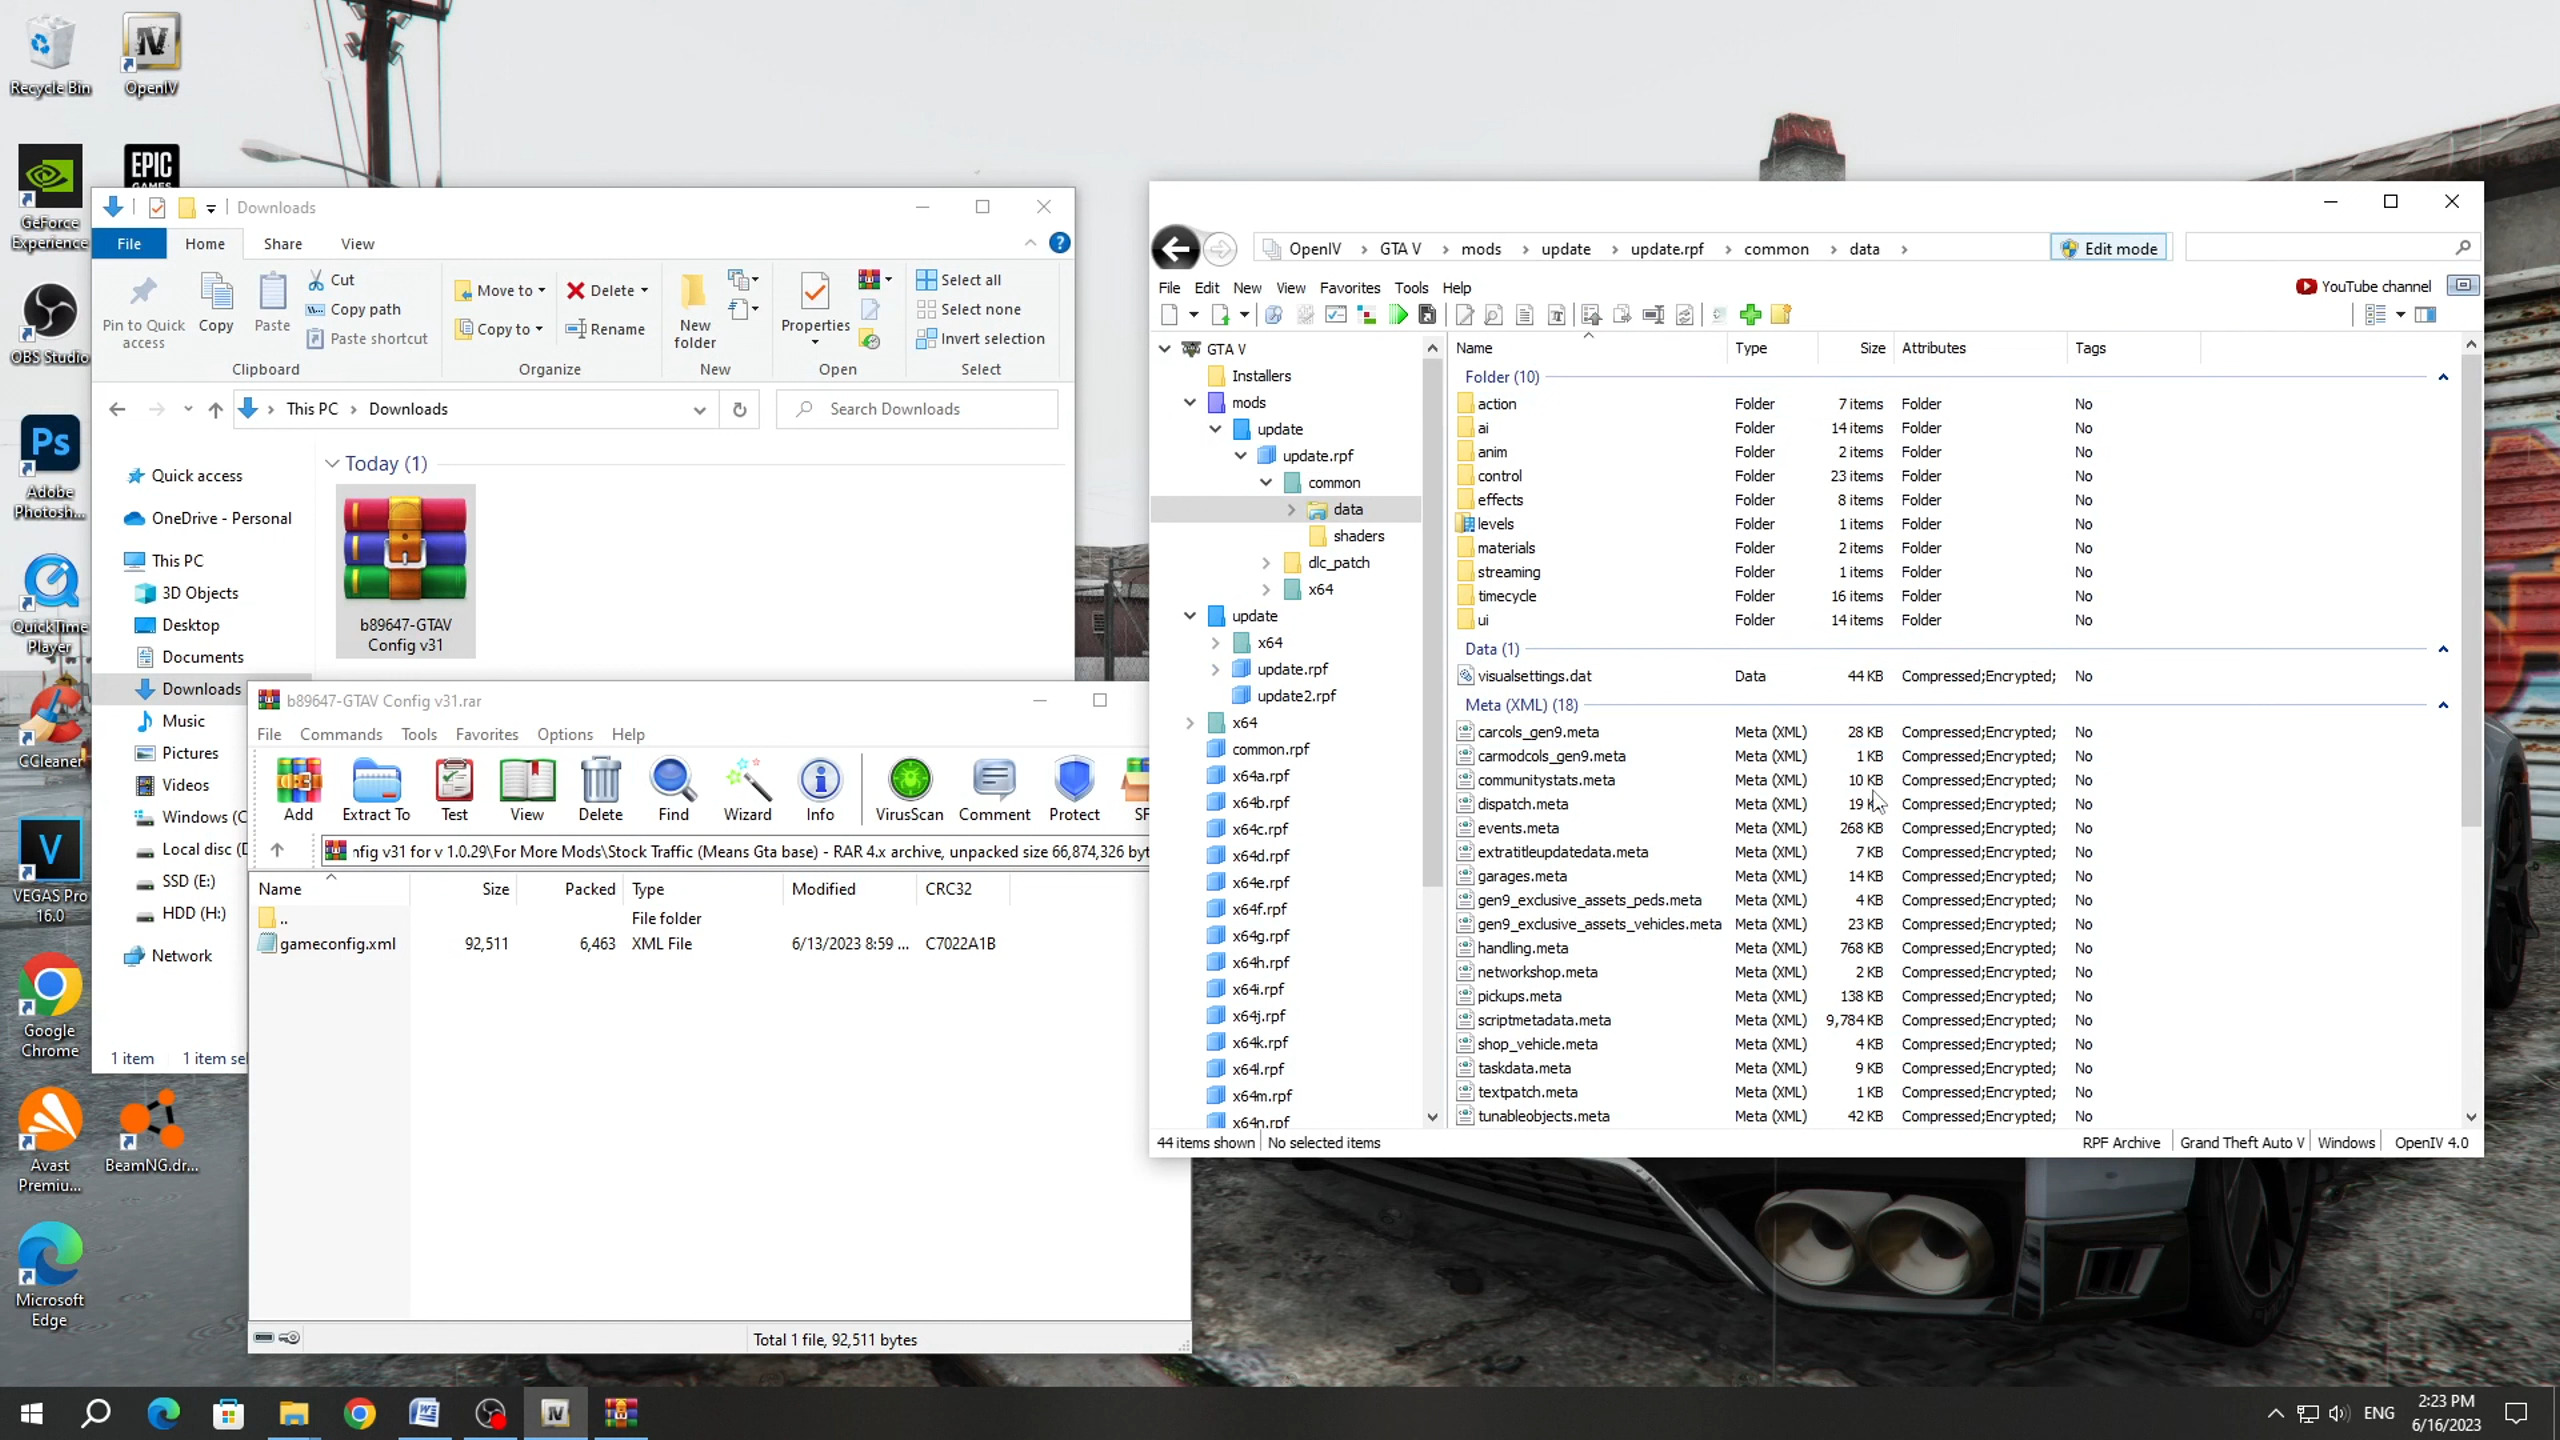 Recycle Bin
OpenIV
GeForce
Experience
EPIC
GAMES
OBS Studio
Ps
Adobe
Photosh...
QuickTime
Player
CCleaner
V
VEGAS Pro
16.0
Google
Chrome
Avast
Premiu...
BeamNG.dr...
Microsoft
Edge
Downloads
File
Home
Share
View
Pin to Quick
access
Copy
Paste
Cut
Copy path
Paste shortcut
Clipboard
Move to
Copy to
Delete
Rename
Organize
New
folder
New
Properties
Open
Select all
Select none
Invert selection
Select
This PC
Downloads
Search Downloads
Quick access
OneDrive - Personal
This PC
3D Objects
Desktop
Documents
Downloads
Music
Pictures
Videos
Windows (C
Local disc (D
SSD (E:)
HDD (H:)
Network
Today (1)
b89647-GTAV
Config v31
1 item
1 item sel
b89647-GTAV Config v31.rar
File
Commands
Tools
Favorites
Options
Help
Add
Extract To
Test
View
Delete
Find
Wizard
Info
VirusScan
Comment
Protect
SF
nfig v31 for v 1.0.29\For More Mods\Stock Traffic (Means Gta base) - RAR 4.x archive, unpacked size 66,874,326 byt
Name Size Packed Type Modified CRC32
.. File folder
gameconfig.xml 92,511 6,463 XML File 6/13/2023 8:59 ... C7022A1B
Total 1 file, 92,511 bytes
OpenIV
GTA V
mods
update
update.rpf
common
data
Edit mode
File
Edit
New
View
Favorites
Tools
Help
YouTube channel
GTA V
Installers
mods
update
update.rpf
common
data
shaders
dlc_patch
x64
update
x64
update.rpf
update2.rpf
x64
common.rpf
x64a.rpf
x64b.rpf
x64c.rpf
x64d.rpf
x64e.rpf
x64f.rpf
x64g.rpf
x64h.rpf
x64i.rpf
x64j.rpf
x64k.rpf
x64l.rpf
x64m.rpf
x64n.rpf
Name Type Size Attributes Tags
Folder (10)
action Folder 7 items Folder No
ai Folder 14 items Folder No
anim Folder 2 items Folder No
control Folder 23 items Folder No
effects Folder 8 items Folder No
levels Folder 1 items Folder No
materials Folder 2 items Folder No
streaming Folder 1 items Folder No
timecycle Folder 16 items Folder No
ui Folder 14 items Folder No
Data (1)
visualsettings.dat Data 44 KB Compressed;Encrypted; No
Meta (XML) (18)
carcols_gen9.meta Meta (XML) 28 KB Compressed;Encrypted; No
carmodcols_gen9.meta Meta (XML) 1 KB Compressed;Encrypted; No
communitystats.meta Meta (XML) 10 KB Compressed;Encrypted; No
dispatch.meta Meta (XML) 19 KB Compressed;Encrypted; No
events.meta Meta (XML) 268 KB Compressed;Encrypted; No
extratitleupdatedata.meta Meta (XML) 7 KB Compressed;Encrypted; No
garages.meta Meta (XML) 14 KB Compressed;Encrypted; No
gen9_exclusive_assets_peds.meta Meta (XML) 4 KB Compressed;Encrypted; No
gen9_exclusive_assets_vehicles.meta Meta (XML) 23 KB Compressed;Encrypted; No
handling.meta Meta (XML) 768 KB Compressed;Encrypted; No
networkshop.meta Meta (XML) 2 KB Compressed;Encrypted; No
pickups.meta Meta (XML) 138 KB Compressed;Encrypted; No
scriptmetadata.meta Meta (XML) 9,784 KB Compressed;Encrypted; No
shop_vehicle.meta Meta (XML) 4 KB Compressed;Encrypted; No
taskdata.meta Meta (XML) 9 KB Compressed;Encrypted; No
textpatch.meta Meta (XML) 1 KB Compressed;Encrypted; No
tunableobjects.meta Meta (XML) 42 KB Compressed;Encrypted; No
44 items shown
No selected items
RPF Archive
Grand Theft Auto V
Windows
OpenIV 4.0
ENG
2:23 PM
6/16/2023